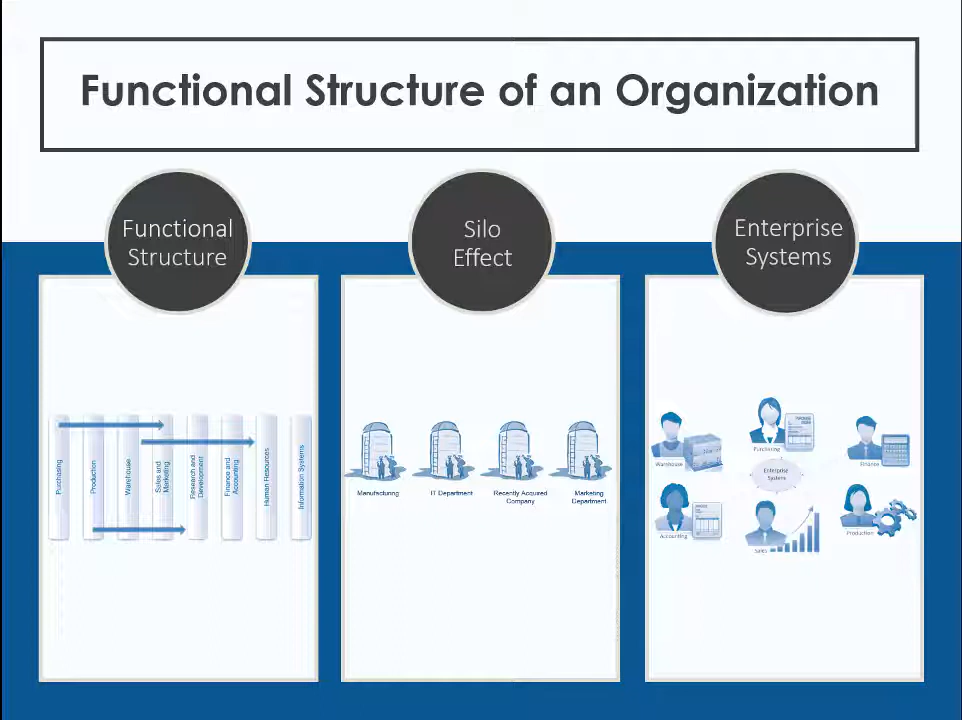 Functional Structure of an Organization
Functional
Structure
Silo
Effect
Enterprise
Systems
Purchasing
Production
Warehouse
Sales and
Marketing
Research and
Development
Finance and
Accounting
Human Resources
Information Systems
Manufacturing
IT Department
Recently Acquired
Company
Marketing
Department
Warehouse
Purchasing
Finance
Enterprise
Systems
Accounting
Sales
Production